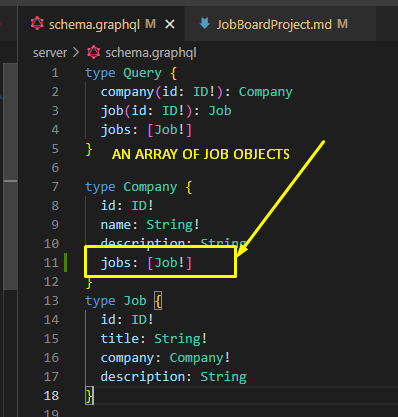 schema.graphql M ×
JobBoardProject.md M
server > schema.graphql
1 type Query {
2 company(id: ID!): Company
3 job(id: ID!): Job
4 jobs: [Job!]
5 }
AN ARRAY OF JOB OBJECTS
6
7 type Company {
8 id: ID!
9 name: String!
10 description: String
11 jobs: [Job!]
12 }
13 type Job {
14 id: ID!
15 title: String!
16 company: Company!
17 description: String
18 }
19